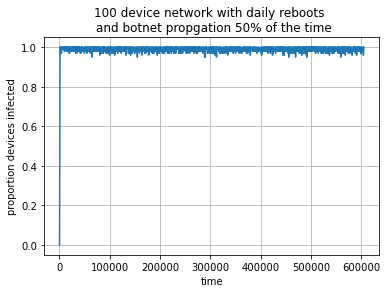 100 device network with daily reboots
and botnet propgation 50% of the time
1.0
0.8
0.6
0.4
0.2
0.0
proportion devices infected
0 100000 200000 300000 400000 500000 600000
time